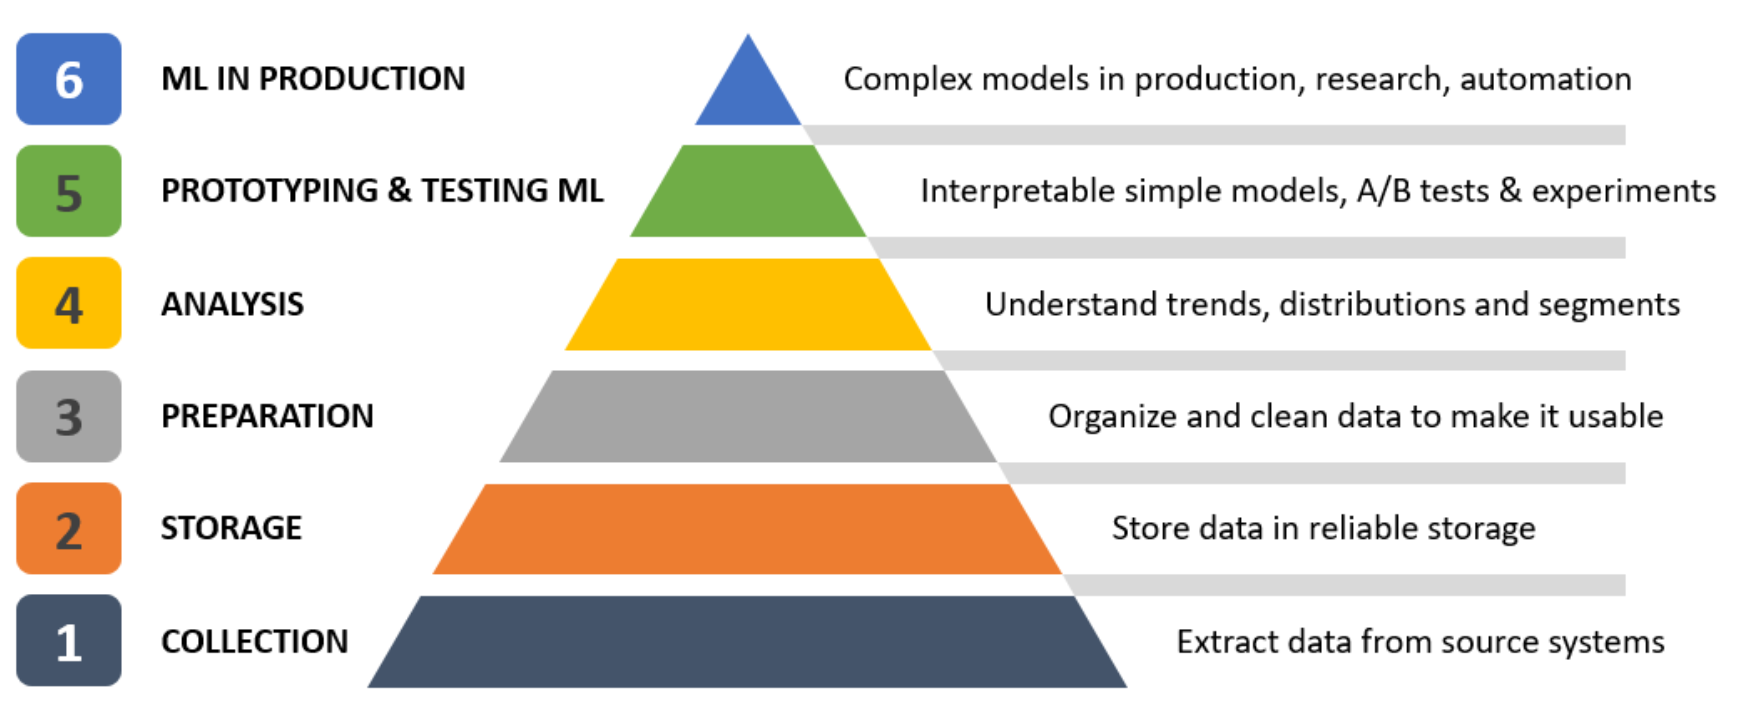 6
ML IN PRODUCTION
Complex models in production, research, automation
5
PROTOTYPING & TESTING ML
Interpretable simple models, A/B tests & experiments
4
ANALYSIS
Understand trends, distributions and segments
3
PREPARATION
Organize and clean data to make it usable
2
STORAGE
Store data in reliable storage
1
COLLECTION
Extract data from source systems